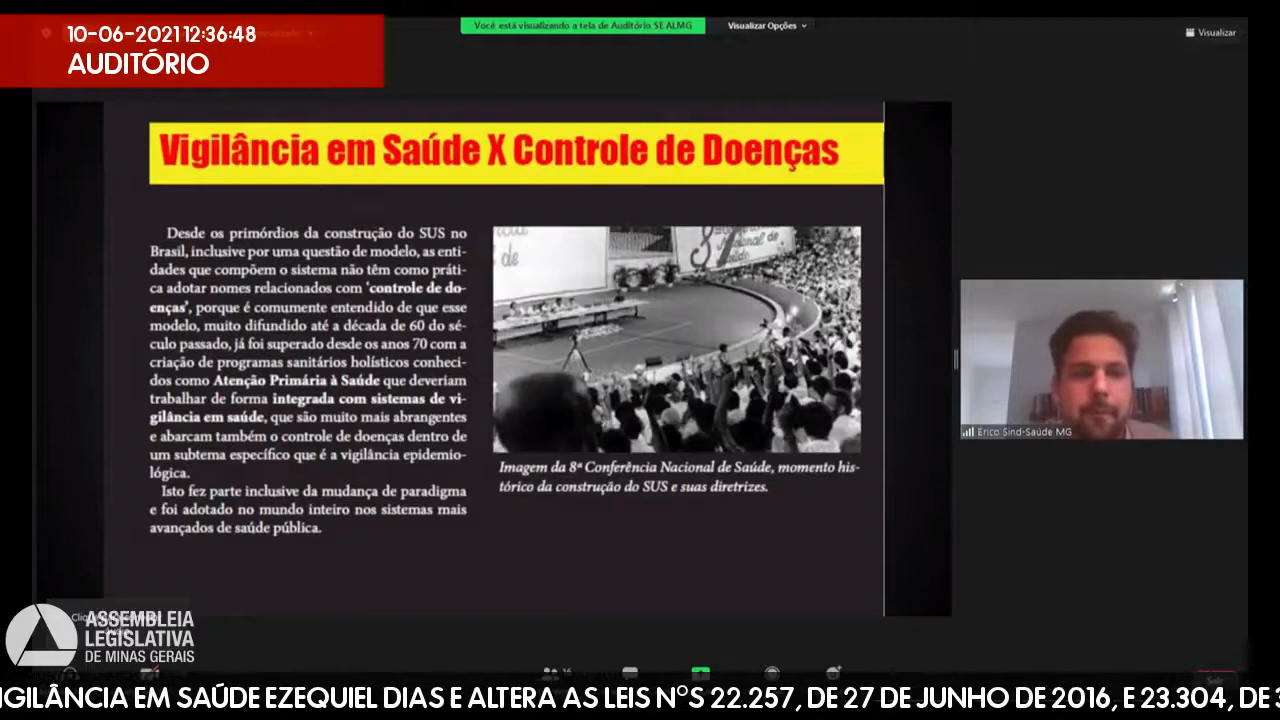 10-06-2021 12:36:48
AUDITÓRIO
Você está visualizando a tela de Auditório SE ALMG
Visualizar Opções
Visualizar
Vigilância em Saúde X Controle de Doenças
Desde os primórdios da construção do SUS no
Brasil, inclusive por uma questão de modelo, as enti-
dades que compõem o sistema não têm como práti-
ca adotar nomes relacionados com 'controle de do-
enças', porque é comumente entendido de que esse
modelo, muito difundido até a década de 60 do sé-
culo passado, já foi superado desde os anos 70 com a
criação de programas sanitários holísticos conheci-
dos como Atenção Primária à Saúde que deveriam
trabalhar de forma integrada com sistemas de vi-
gilância em saúde, que são muito mais abrangentes
e abarcam também o controle de doenças dentro de
um subtema específico que é a vigilância epidemio-
lógica.
Isto fez parte inclusive da mudança de paradigma
e foi adotado no mundo inteiro nos sistemas mais
avançados de saúde pública.
Imagem da 8ª Conferência Nacional de Saúde, momento his-
tórico da construção do SUS e suas diretrizes.
Erico Sind-Saúde MG
ASSEMBLEIA
LEGISLATIVA
DE MINAS GERAIS
16
Sair
IGILÂNCIA EM SAÚDE EZEQUIEL DIAS E ALTERA AS LEIS N°S 22.257, DE 27 DE JUNHO DE 2016, E 23.304, DE 3